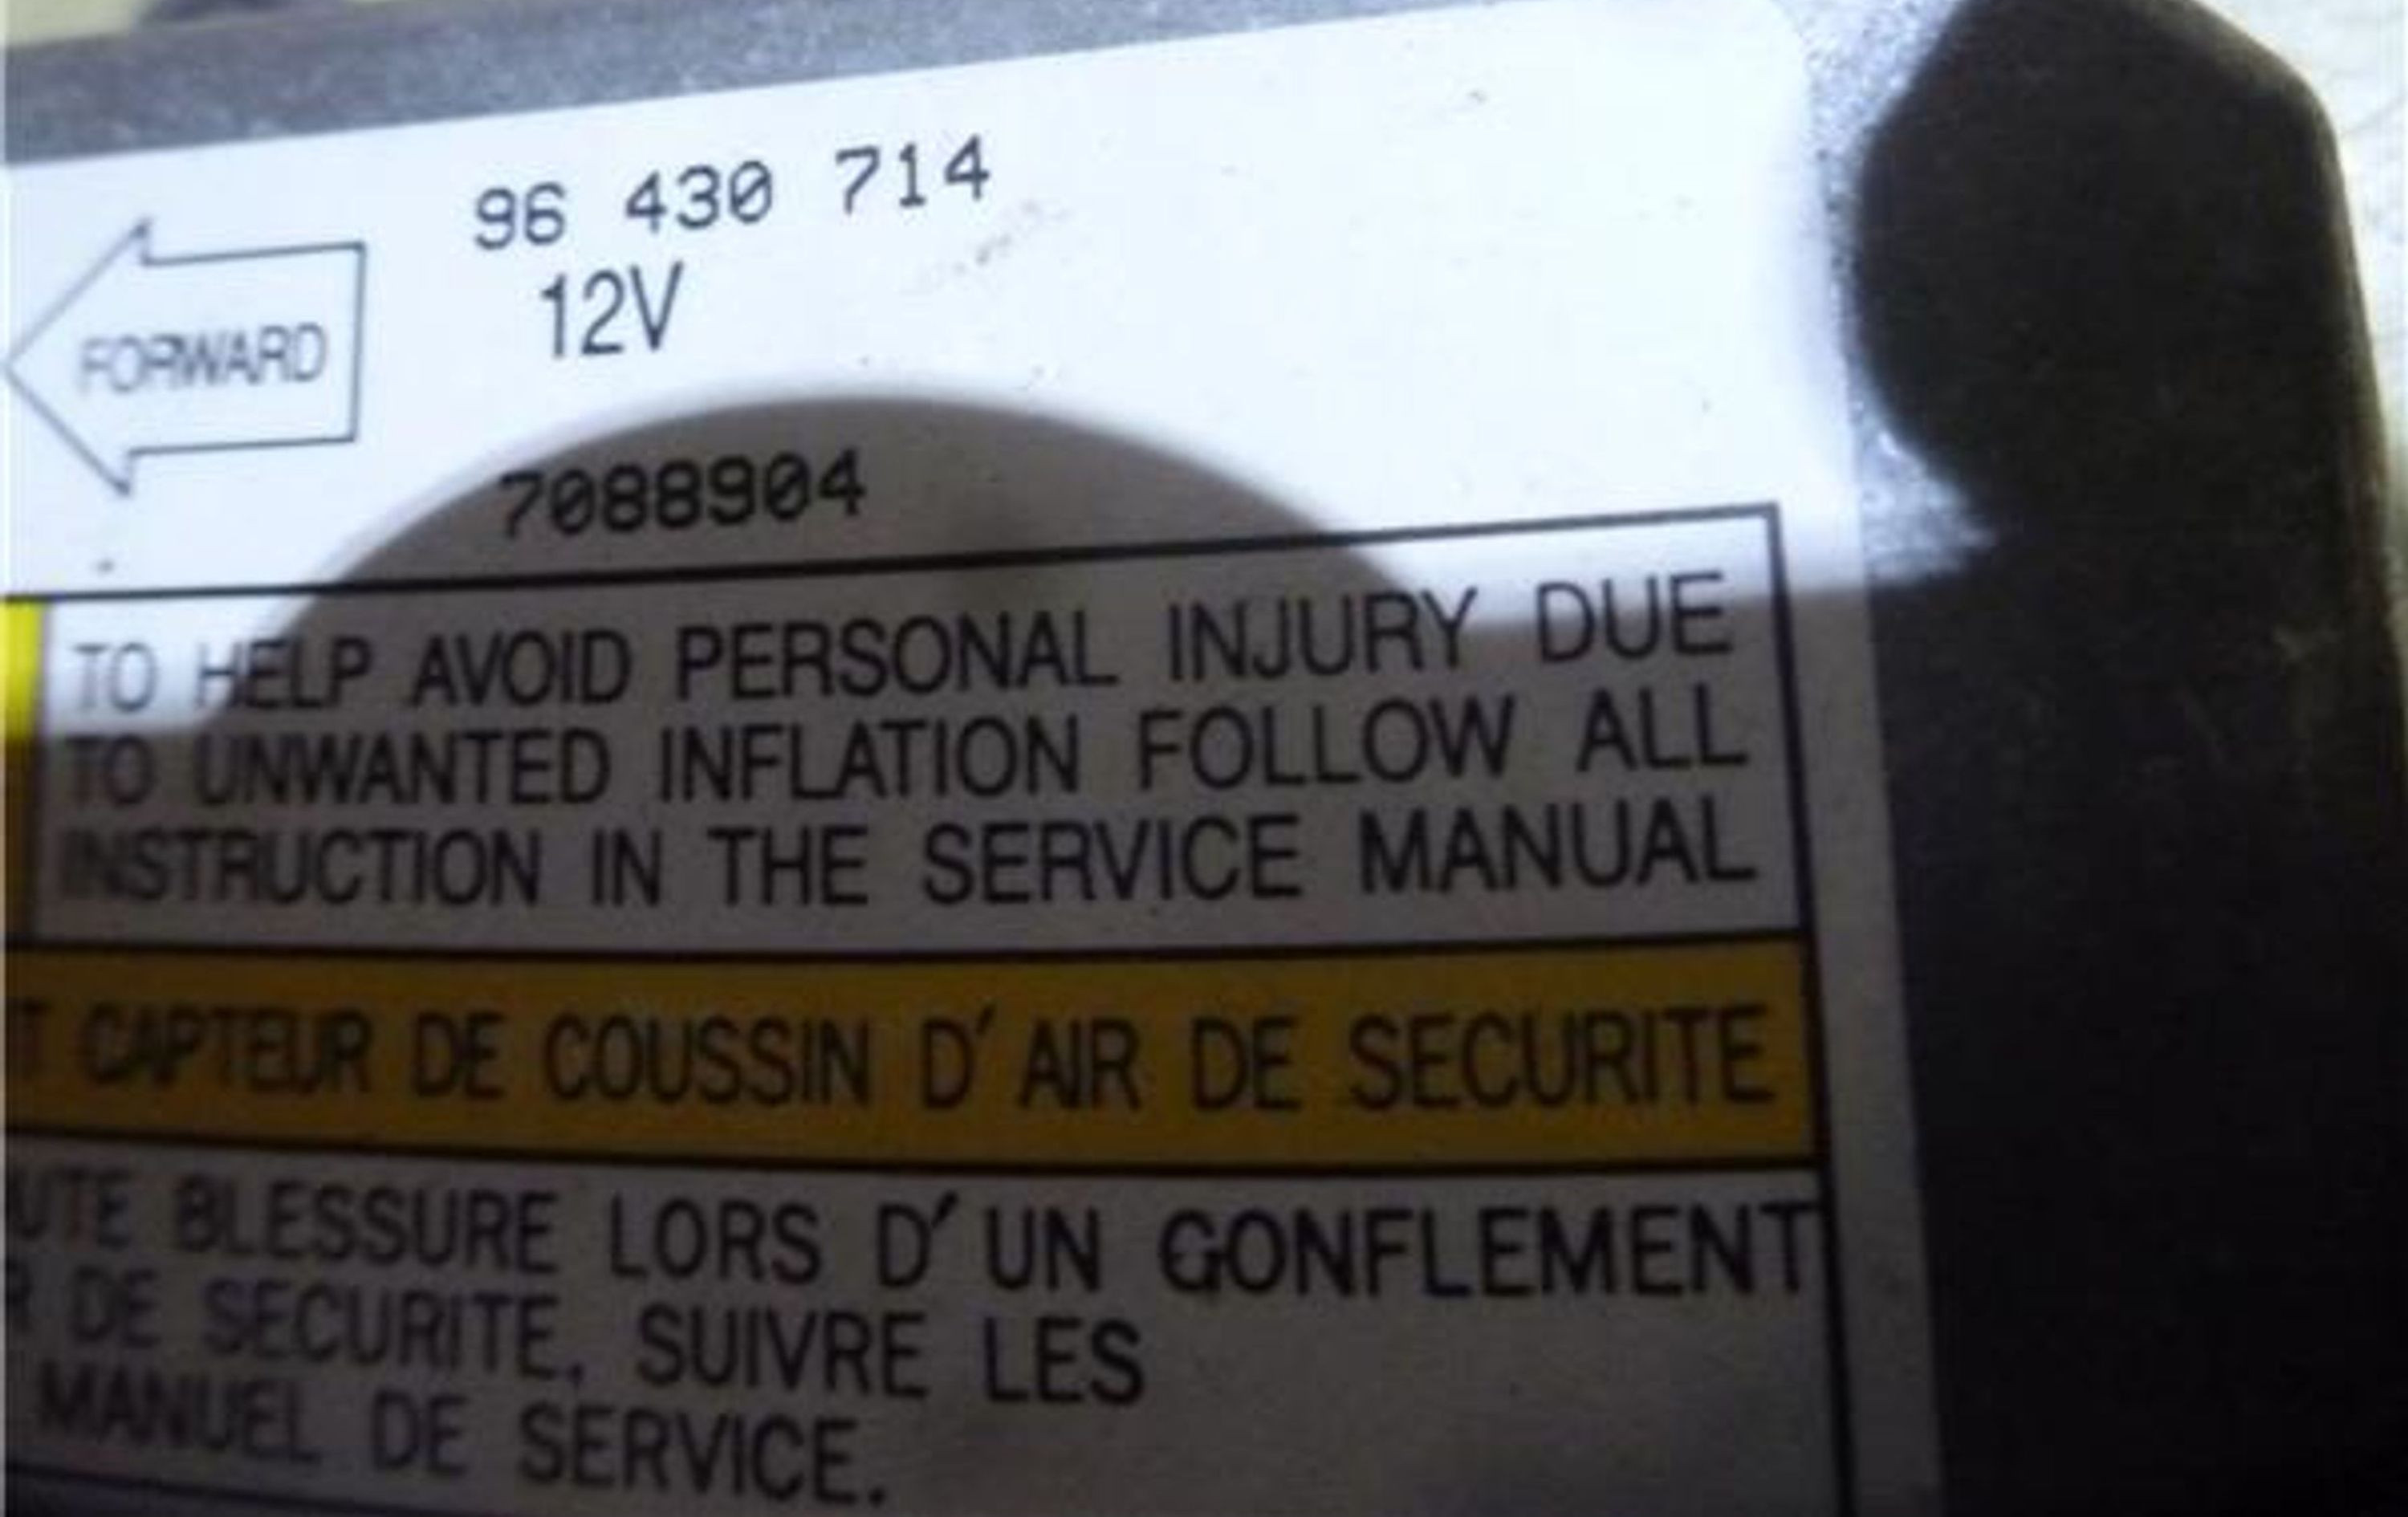 96 430 714
12V
FORWARD
7088904
TO HELP AVOID PERSONAL INJURY DUE
TO UNWANTED INFLATION FOLLOW ALL
INSTRUCTION IN THE SERVICE MANUAL
CAPTEUR DE COUSSIN D'AIR DE SECURITE
BLESSURE LORS D'UN GONFLEMENT
DE SECURITE, SUIVRE LES
MANUEL DE SERVICE.